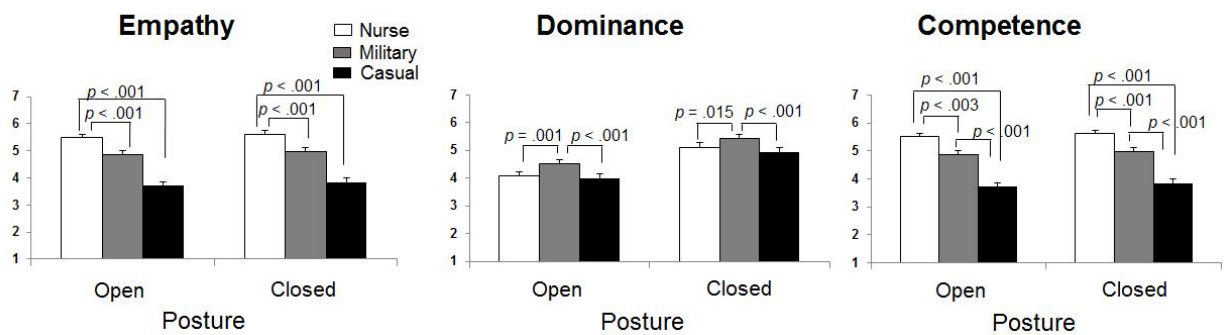 Empathy
Nurse
Military
Casual
p < .001
p < .001
p < .001
p < .001
7
6
5
4
3
2
1
Open
Closed
Posture
Dominance
p = .001
p < .001
p = .015
p < .001
7
6
5
4
3
2
1
Open
Closed
Posture
Competence
p < .001
p < .003
p < .001
p < .001
p < .001
p < .001
7
6
5
4
3
2
1
Open
Closed
Posture